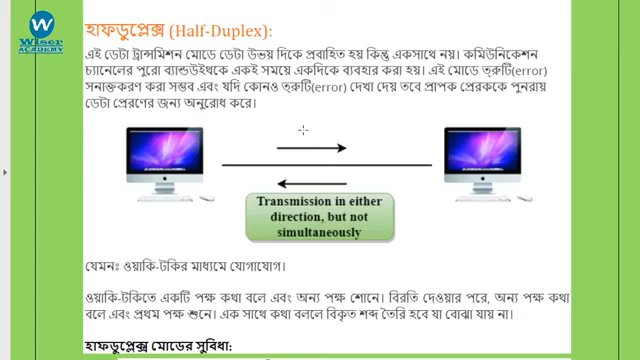 Wiser
ACADEMY
হাফডুপ্লেক্স (Half-Duplex):
এই ডেটা ট্রান্সমিশন মোডে ডেটা উভয় দিকে প্রবাহিত হয় কিন্তু একসাথে নয়। কমিউনিকেশন
চ্যানেলের পুরো ব্যান্ডউইথকে একই সময়ে একদিকে ব্যবহার করা হয়। এই মোডে ত্রুটি(error)
সনাক্তকরণ করা সম্ভব এবং যদি কোনও ত্রুটি(error) দেখা দেয় তবে প্রাপক প্রেরককে পুনরায়
ডেটা প্রেরণের জন্য অনুরোধ করে।
Transmission in either
direction, but not
simultaneously
যেমনঃ ওয়াকি-টকির মাধ্যমে যোগাযোগ।
ওয়াকি-টকিতে একটি পক্ষ কথা বলে এবং অন্য পক্ষ শোনে। বিরতি দেওয়ার পরে, অন্য পক্ষ কথা
বলে এবং প্রথম পক্ষ শুনে। এক সাথে কথা বললে বিকৃত শব্দ তৈরি হবে যা বোঝা যায় না।
হাফডুপ্লেক্স মোডের সুবিধা: